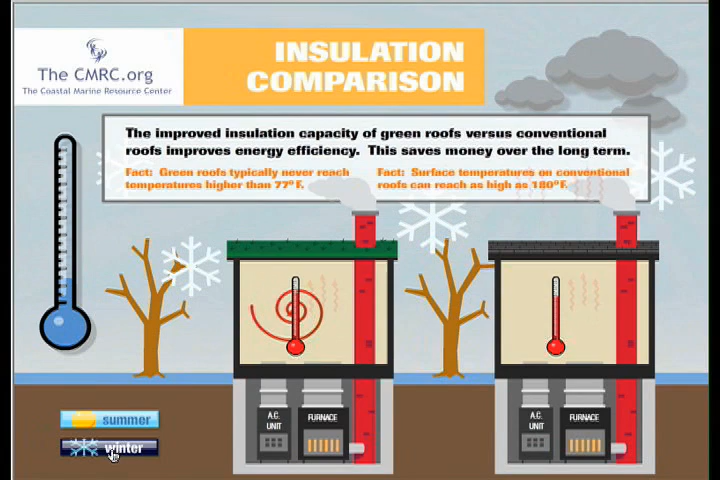 The CMRC.org
The Coastal Marine Resource Center
INSULATION
COMPARISON
The improved insulation capacity of green roofs versus conventional
roofs improves energy efficiency. This saves money over the long term.
Fact: Green roofs typically never reach
temperatures higher than 77°F.
Fact: Surface temperatures on conventional
roofs can reach as high as 180°F.
A.C.
UNIT
FURNACE
A.C.
UNIT
FURNACE
summer
winter